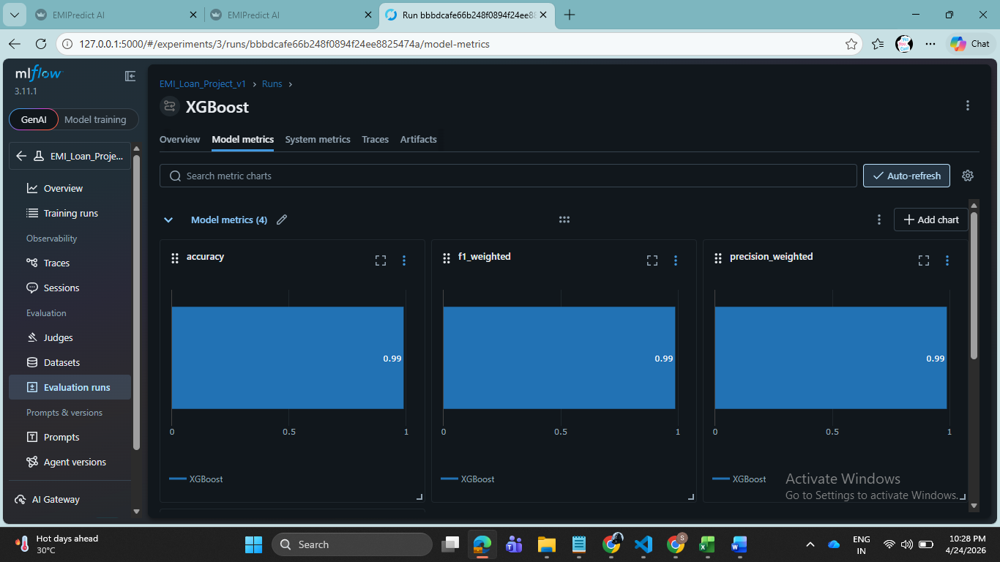 EMIPredict AI
EMIPredict AI
Run bbbdcafe66b248f0894f24ee88
127.0.0.1:5000/#/experiments/3/runs/bbbdcafe66b248f0894f24ee8825474a/model-metrics
Chat
mlflow
3.11.1
GenAI Model training
EMI_Loan_Proje...
Overview
Training runs
Observability
Traces
Sessions
Evaluation
Judges
Datasets
Evaluation runs
Prompts & versions
Prompts
Agent versions
AI Gateway
EMI_Loan_Project_v1 > Runs >
XGBoost
Overview Model metrics System metrics Traces Artifacts
Search metric charts
Auto-refresh
Model metrics (4)
Add chart
accuracy
0.99
0 0.5 1
XGBoost
f1_weighted
0.99
0 0.5 1
XGBoost
precision_weighted
0.99
0 0.5 1
XGBoost
Activate Windows
Go to Settings to activate Windows.
Hot days ahead
30°C
Search
ENG
IN
10:28 PM
4/24/2026